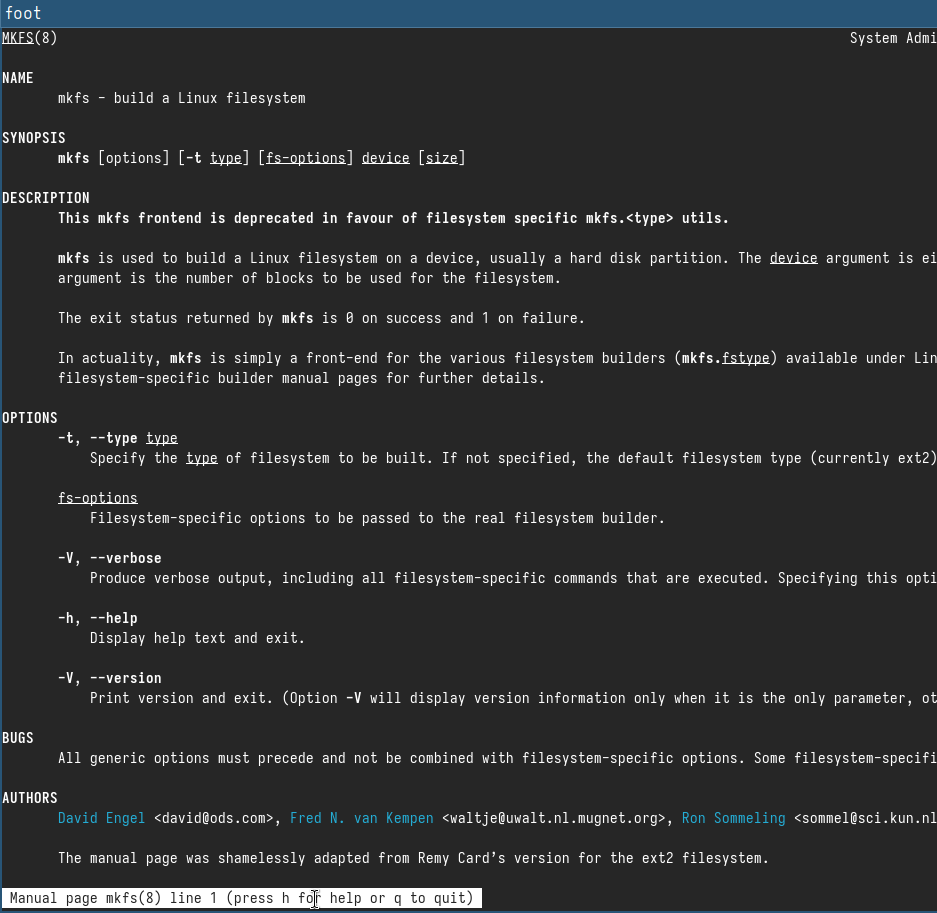 foot
MKFS(8) System Admi
NAME
mkfs - build a Linux filesystem
SYNOPSIS
mkfs [options] [-t type] [fs-options] device [size]
DESCRIPTION
This mkfs frontend is deprecated in favour of filesystem specific mkfs.<type> utils.
mkfs is used to build a Linux filesystem on a device, usually a hard disk partition. The device argument is ei
argument is the number of blocks to be used for the filesystem.
The exit status returned by mkfs is 0 on success and 1 on failure.
In actuality, mkfs is simply a front-end for the various filesystem builders (mkfs.fstype) available under Lin
filesystem-specific builder manual pages for further details.
OPTIONS
-t, --type type
Specify the type of filesystem to be built. If not specified, the default filesystem type (currently ext2)
fs-options
Filesystem-specific options to be passed to the real filesystem builder.
-V, --verbose
Produce verbose output, including all filesystem-specific commands that are executed. Specifying this opti
-h, --help
Display help text and exit.
-V, --version
Print version and exit. (Option -V will display version information only when it is the only parameter, ot
BUGS
All generic options must precede and not be combined with filesystem-specific options. Some filesystem-specifi
AUTHORS
David Engel <david@ods.com>, Fred N. van Kempen <waltje@uwalt.nl.mugnet.org>, Ron Sommeling <sommel@sci.kun.nl
The manual page was shamelessly adapted from Remy Card’s version for the ext2 filesystem.
Manual page mkfs(8) line 1 (press h for help or q to quit)